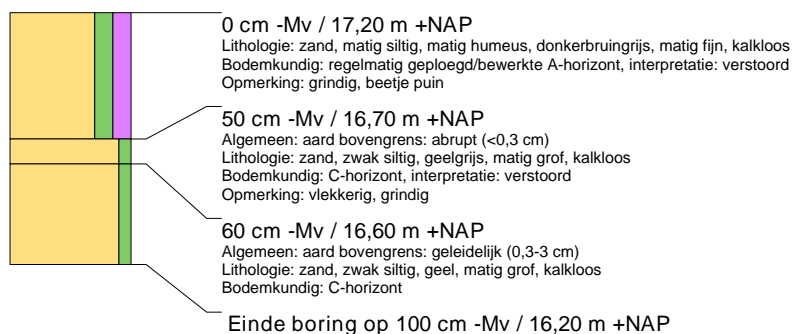 0 cm -Mv / 17,20 m +NAP
Lithologie: zand, matig siltig, matig humeus, donkerbruingrijs, matig fijn, kalkloos
Bodemkundig: regelmatig geploegd/bewerkte A-horizont, interpretatie: verstoord
Opmerking: grindig, beetje puin
50 cm -Mv / 16,70 m +NAP
Algemeen: aard bovengrens: abrupt (<0,3 cm)
Lithologie: zand, zwak siltig, geelgrijs, matig grof, kalkloos
Bodemkundig: C-horizont, interpretatie: verstoord
Opmerking: vlekkerig, grindig
60 cm -Mv / 16,60 m +NAP
Algemeen: aard bovengrens: geleidelijk (0,3-3 cm)
Lithologie: zand, zwak siltig, geel, matig grof, kalkloos
Bodemkundig: C-horizont
Einde boring op 100 cm -Mv / 16,20 m +NAP